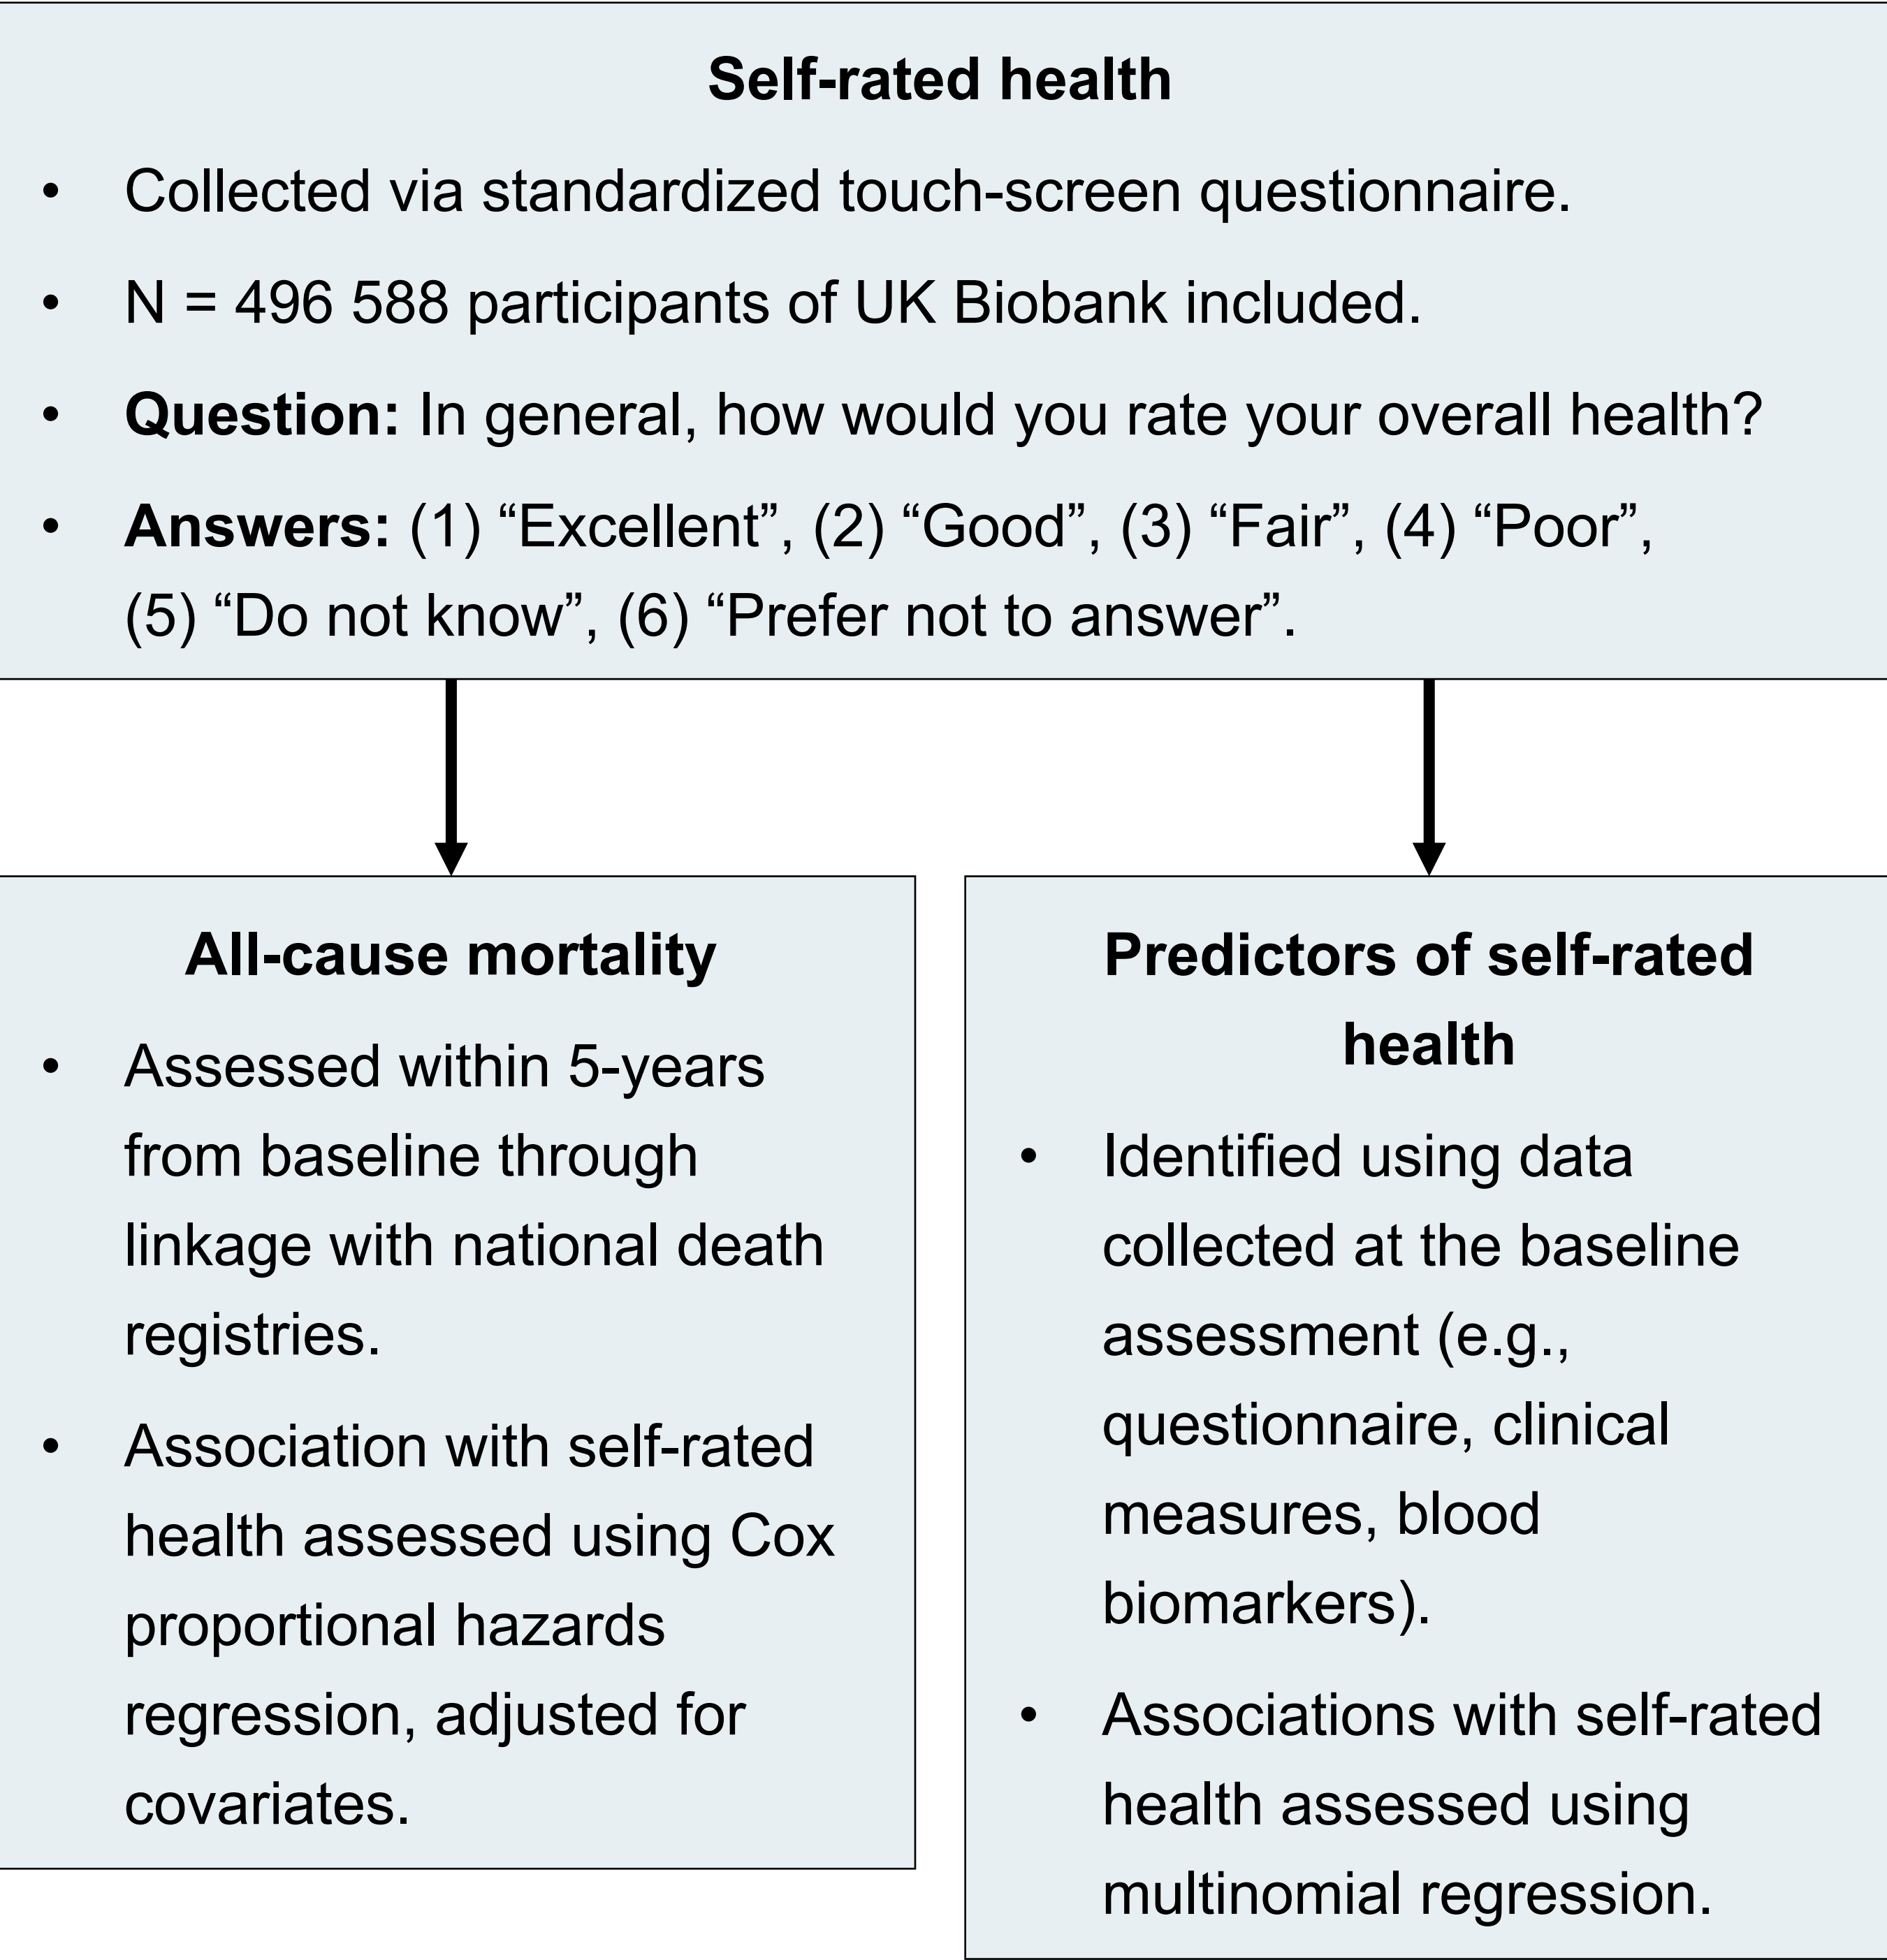 Self-rated health
• Collected via standardized touch-screen questionnaire.
• N = 496 588 participants of UK Biobank included.
• Question: In general, how would you rate your overall health?
• Answers: (1) “Excellent”, (2) “Good”, (3) “Fair”, (4) “Poor”,
(5) “Do not know”, (6) “Prefer not to answer”.
All-cause mortality
• Assessed within 5-years
from baseline through
linkage with national death
registries.
• Association with self-rated
health assessed using Cox
proportional hazards
regression, adjusted for
covariates.
Predictors of self-rated
health
• Identified using data
collected at the baseline
assessment (e.g.,
questionnaire, clinical
measures, blood
biomarkers).
• Associations with self-rated
health assessed using
multinomial regression.